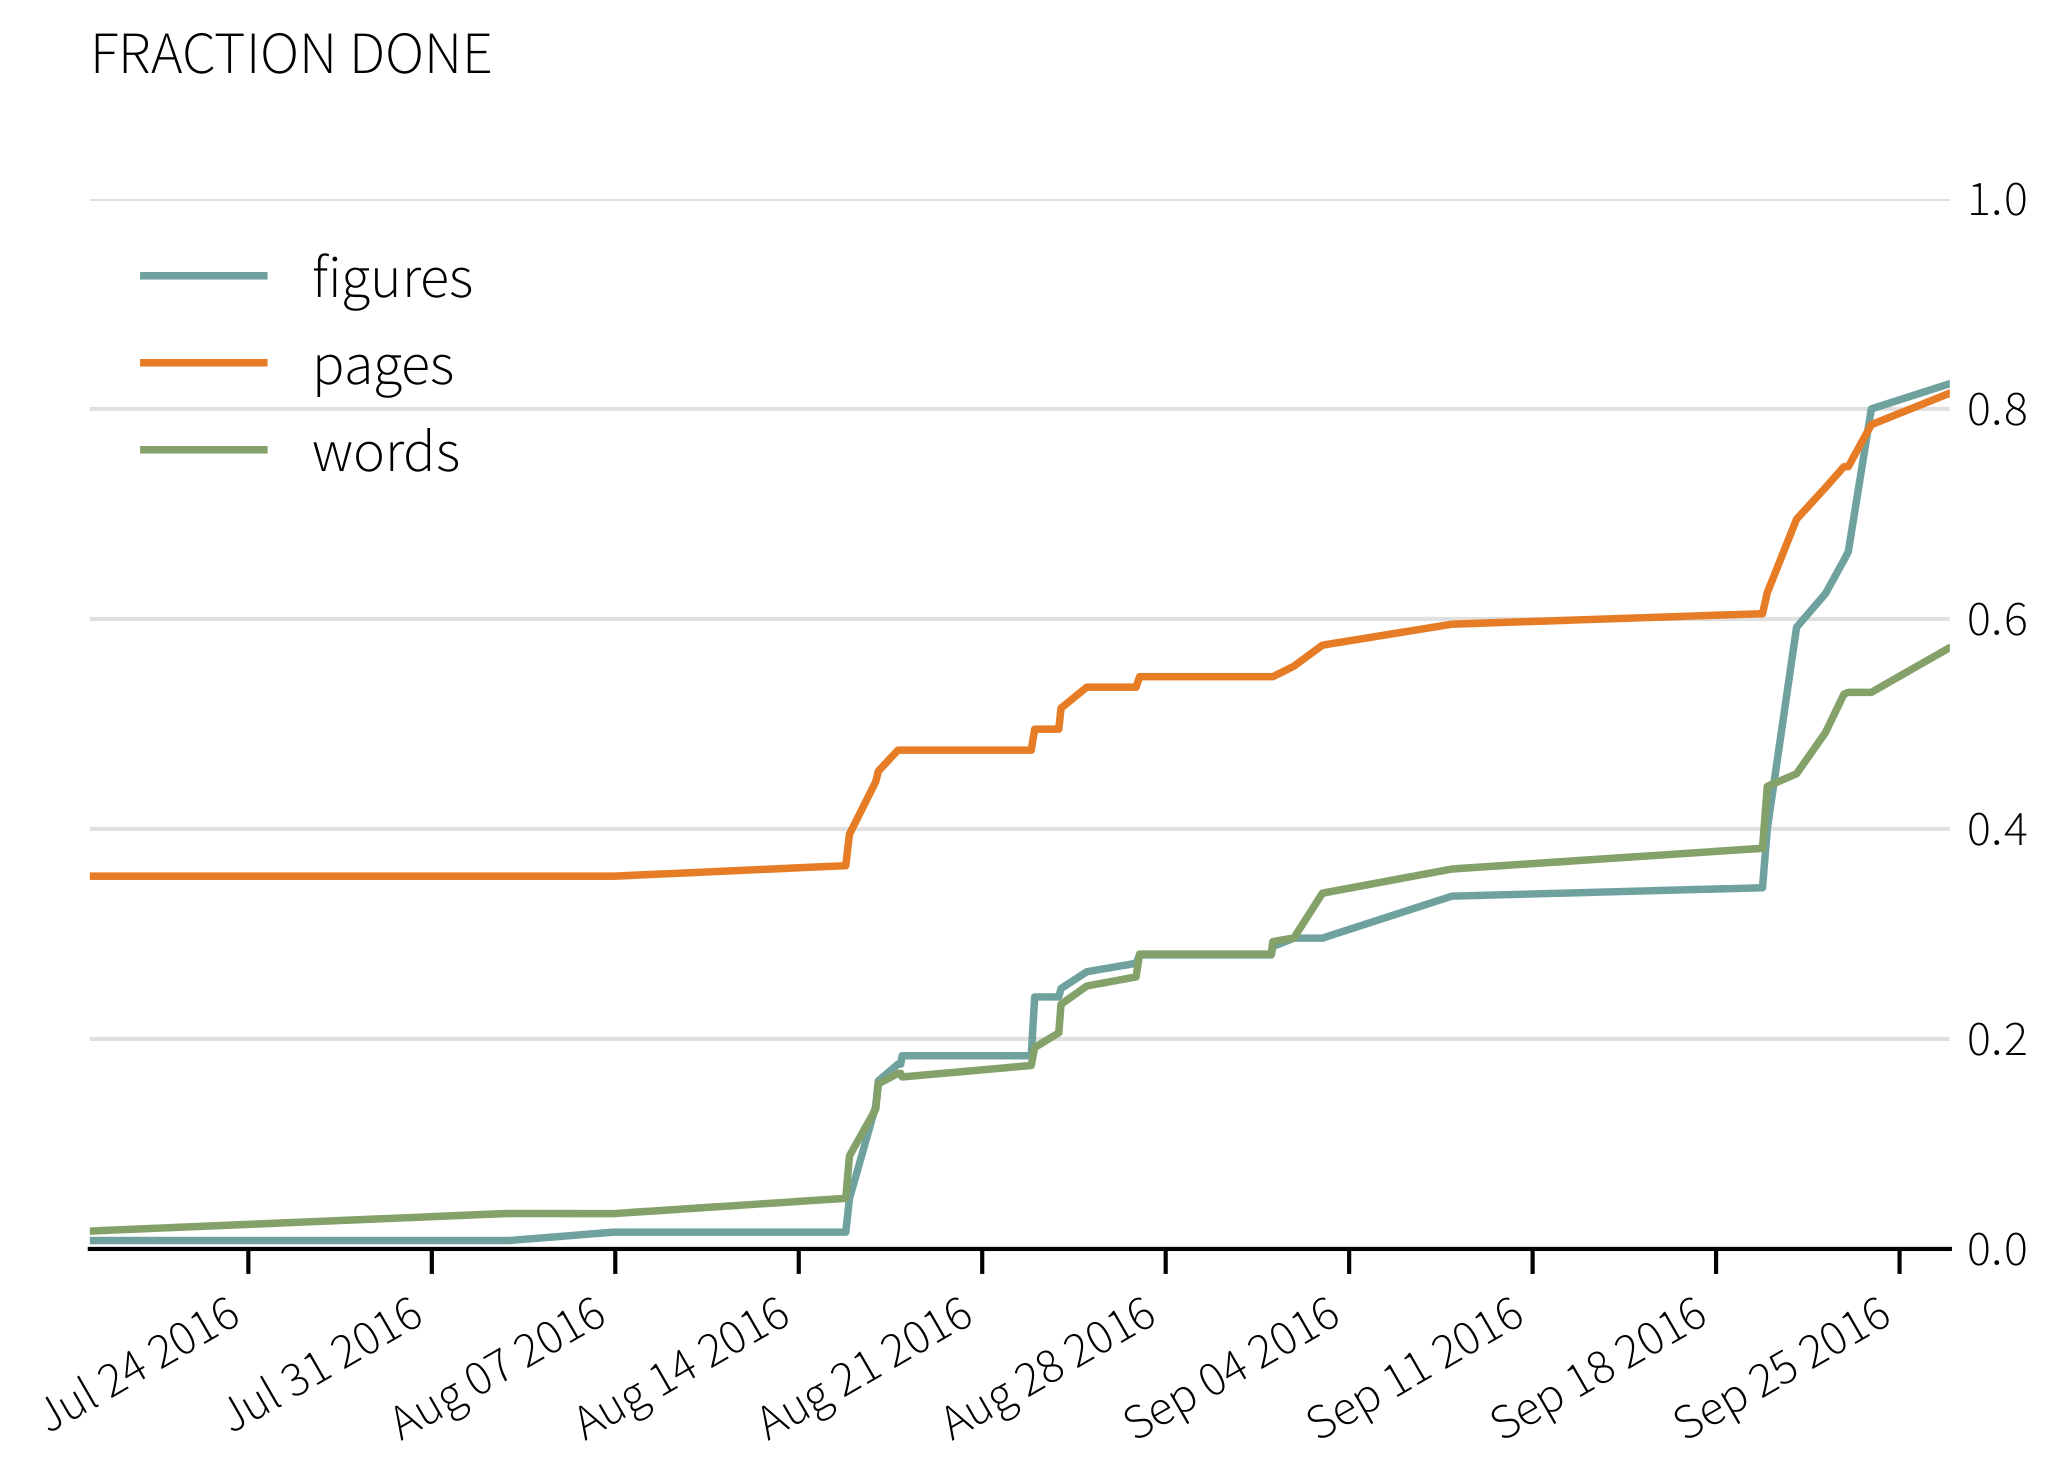 FRACTION DONE
1.0
figures
pages
0.8
words
0.6
0.4
0.2
0.0
Jul 24 2016
Jul 31 2016
Aug 07 2016
Aug 14 2016
Aug 21 2016
Aug 28 2016
Sep 04 2016
Sep 11 2016
Sep 18 2016
Sep 25 2016